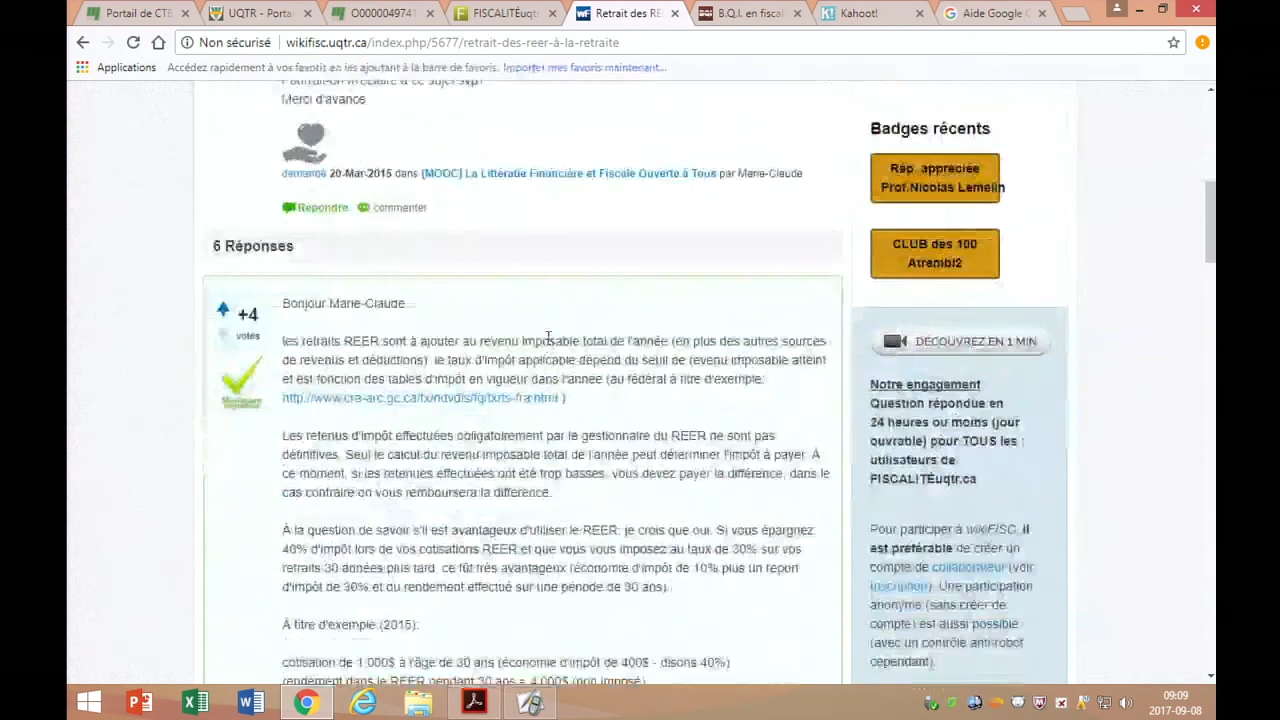 Portail de CTB
UQTR - Porta
O0000049741
FISCALITÉuqtr
Retrait des RE
B.Q.I. en fiscal
Kahoot!
Aide Google
Non sécurisé
wikifisc.uqtr.ca/index.php/5677/retrait-des-reer-à-la-retraite
Applications
Accédez rapidement à vos favoris en les ajoutant à la barre de favoris. Importer mes favoris maintenant...
Merci d'avance
demandé 20-Mar-2015 dans [MOOC] La Littératie Financière et Fiscale Ouverte à Tous par Marie-Claude
Répondre commenter
6 Réponses
+4
votes
Bonjour Marie-Claude
les retraits REER sont à ajouter au revenu imposable total de l'année (en plus des autres sources
de revenus et déductions). le taux d'impôt applicable dépend du seuil de revenu imposable atteint
et est fonction des tables d'impôt en vigueur dans l'année (au fédéral à titre d'exemple:
Les retenus d'impôt effectuées obligatoirement par le gestionnaire du REER ne sont pas
définitives. Seul le calcul du revenu imposable total de l'année peut déterminer l'impôt à payer. À
ce moment, si les retenues effectuées ont été trop basses, vous devez payer la différence, dans le
cas contraire on vous remboursera la différence.
À la question de savoir s'il est avantageux d'utiliser le REER: je crois que oui. Si vous épargnez
40% d'impôt lors de vos cotisations REER et que vous vous imposez au taux de 30% sur vos
retraits 30 années plus tard, ce fût très avantageux (économie d'impôt de 10% plus un report
d'impôt de 30% et du rendement effectué sur une période de 30 ans).
À titre d'exemple (2015):
cotisation de 1.000$ à l'âge de 30 ans (économie d'impôt de 400$ - disons 40%)
rendement dans le REER pendant 30 ans = 4.000$ (non imposé)
Badges récents
Rép. appréciée
Prof.Nicolas Lemelin
CLUB des 100
Atrembl2
DÉCOUVREZ EN 1 MIN
Notre engagement
Question répondue en
24 heures ou moins (jour
ouvrable) pour TOUS les
utilisateurs de
FISCALITÉuqtr.ca
Pour participer à wikiFISC, il
est préférable de créer un
compte de collaborateur (voir
inscription). Une participation
anonyme (sans créer de
compte) est aussi possible
(avec un contrôle anti-robot
cependant).
09:09
2017-09-08